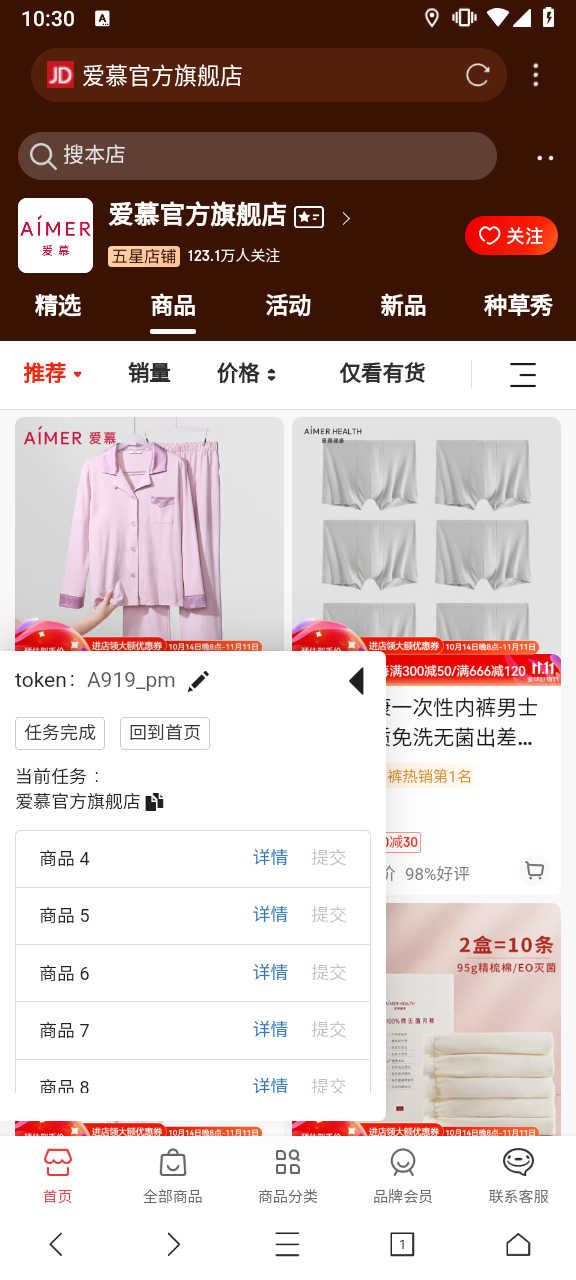 10:30
A
JD 爱慕官方旗舰店
搜本店
AIMER
爱慕
爱慕官方旗舰店
五星店铺 123.1万人关注
关注
精选 商品 活动 新品 种草秀
推荐 销量 价格 仅看有货
AIMER 爱慕
AIMER HEALTH
爱慕健康
进店领大额优惠券 10月14日晚8点-11月11日
进店领大额优惠券 10月14日晚8点-11月11日
每满300减50/满666减120 11.11
一次性内裤男士
免洗无菌出差...
裤热销第1名
减30
98%好评
token： A919_pm
任务完成 回到首页
当前任务：
爱慕官方旗舰店
商品 4 详情 提交
商品 5 详情 提交
商品 6 详情 提交
商品 7 详情 提交
商品 8 详情 提交
2盒=10条
95g精梳棉/EO灭菌
AIMER HEALTH
进店领大额优惠券 10月14日晚8点-11月11日
进店领大额优惠券 10月14日晚8点-11月11日
首页 全部商品 商品分类 品牌会员 联系客服
1